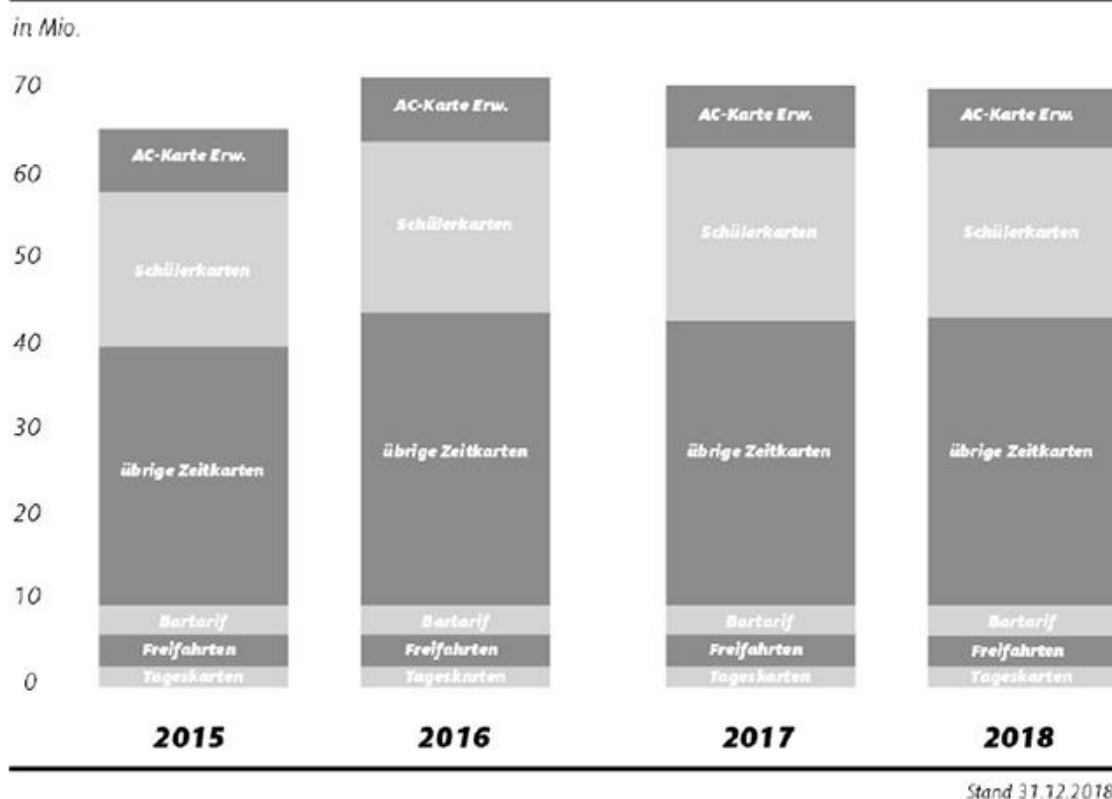 in Mio.
70
60
50
40
30
20
10
0
AC-Karte Erw.
Schülerkarten
übrige Zeitkarten
Bartarif
Freifahrten
Tageskarten
AC-Karte Erw.
Schülerkarten
übrige Zeitkarten
Bartarif
Freifahrten
Tageskarten
AC-Karte Erw.
Schülerkarten
übrige Zeitkarten
Bartarif
Freifahrten
Tageskarten
AC-Karte Erw.
Schülerkarten
übrige Zeitkarten
Bartarif
Freifahrten
Tageskarten
2015 2016 2017 2018
Stand 31.12.2018